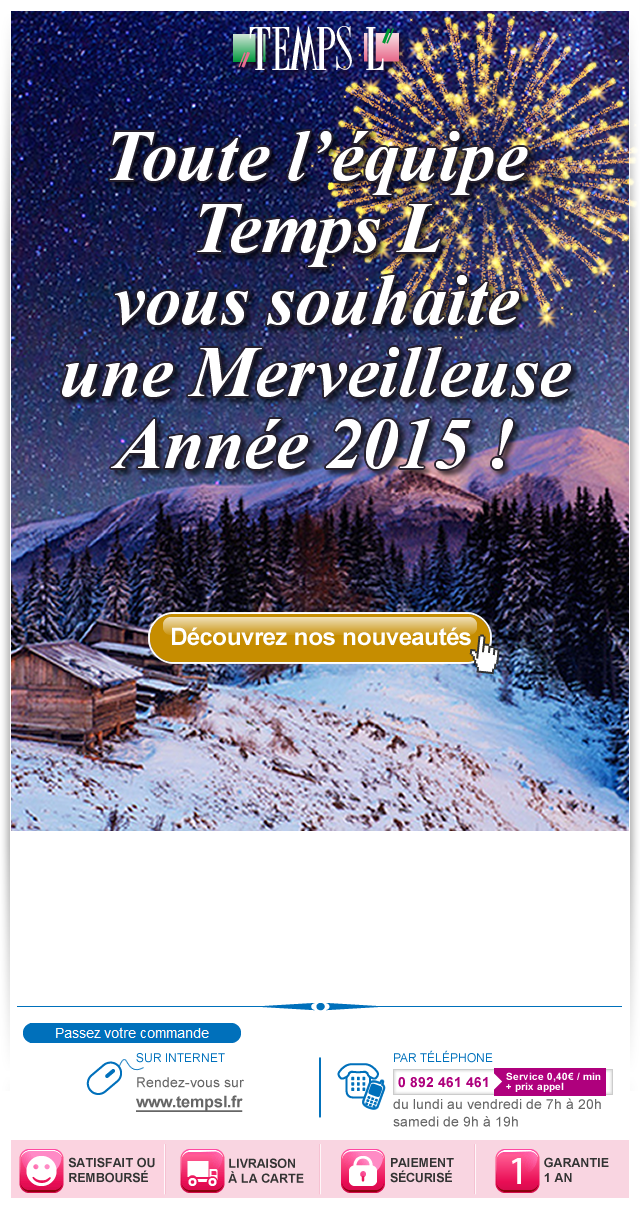 TEMPS L
Toute l'équipe
Temps L
vous souhaite
une Merveilleuse
Année 2015 !
Découvrez nos nouveautés
Passez votre commande
SUR INTERNET
Rendez-vous sur
www.tempsl.fr
PAR TÉLÉPHONE
0 892 461 461
Service 0,40€ / min
+ prix appel
du lundi au vendredi de 7h à 20h
samedi de 9h à 19h
SATISFAIT OU
REMBOURSÉ
LIVRAISON
À LA CARTE
PAIEMENT
SÉCURISÉ
1
GARANTIE
1 AN